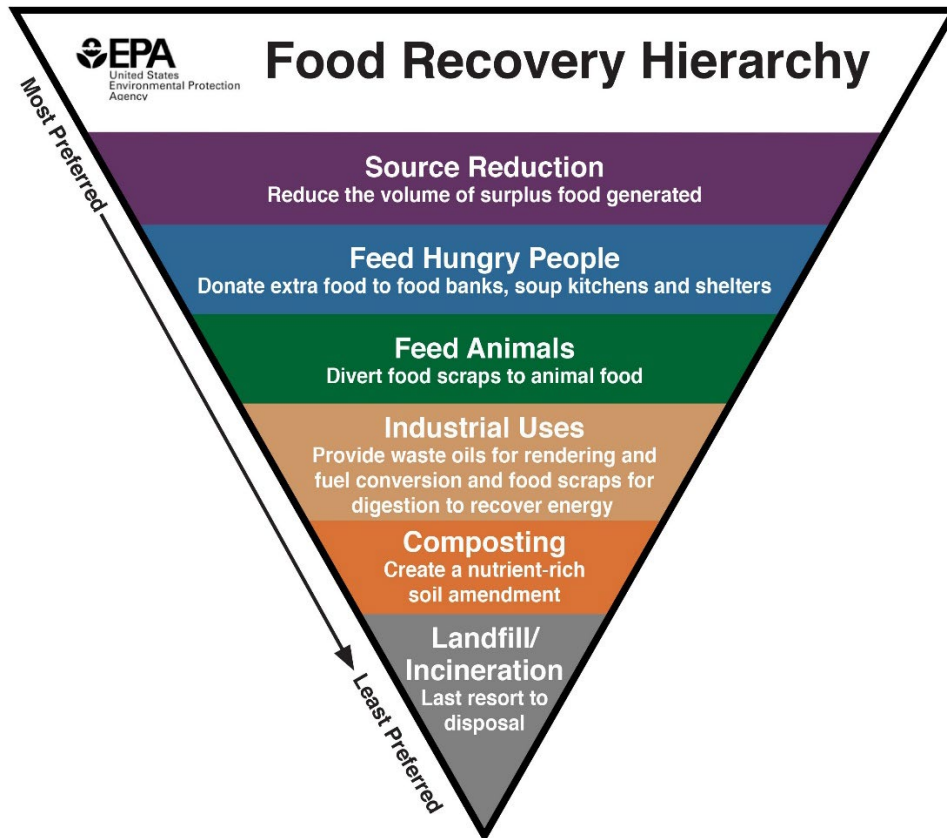 EPA
United States
Environmental Protection
Agency
Food Recovery Hierarchy
Most Preferred
Source Reduction
Reduce the volume of surplus food generated
Feed Hungry People
Donate extra food to food banks, soup kitchens and shelters
Feed Animals
Divert food scraps to animal food
Industrial Uses
Provide waste oils for rendering and
fuel conversion and food scraps for
digestion to recover energy
Composting
Create a nutrient-rich
soil amendment
Landfill/
Incineration
Last resort to
disposal
Least Preferred